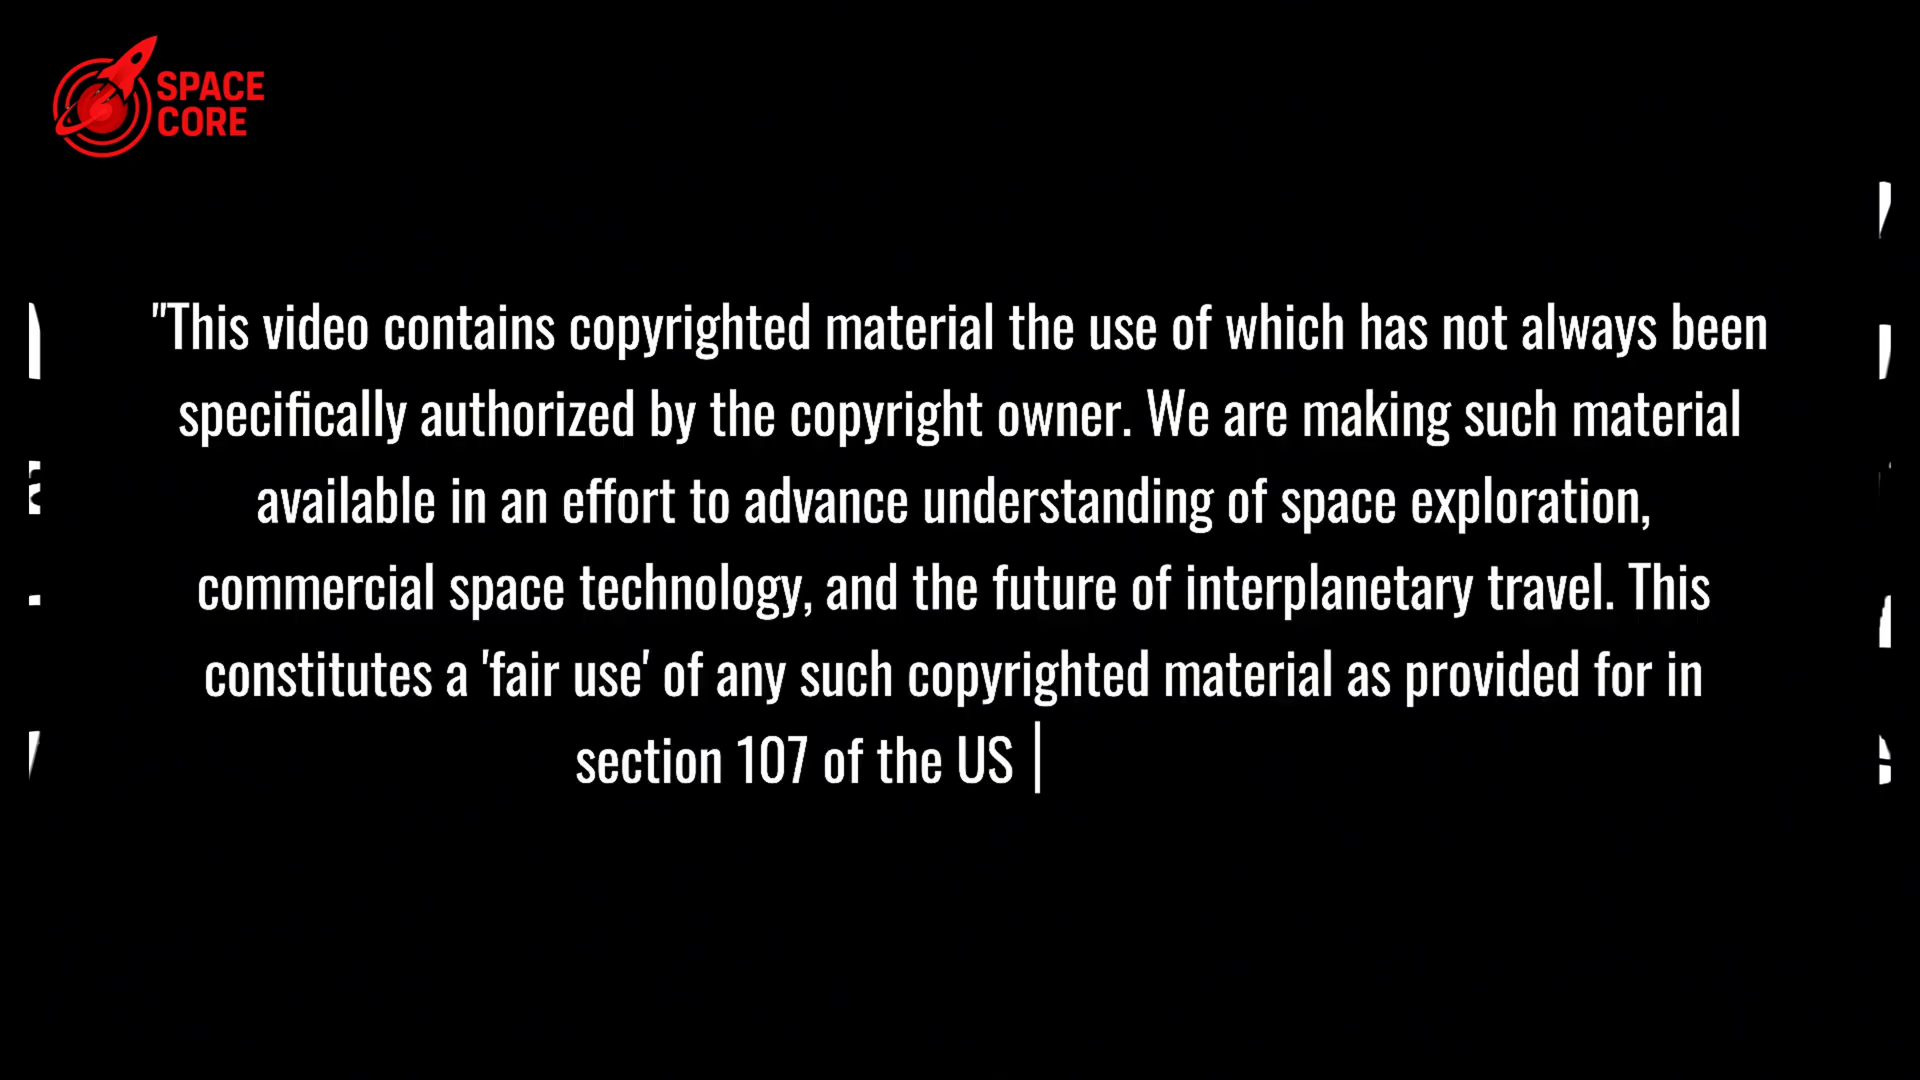 SPACE
CORE
"This video contains copyrighted material the use of which has not always been
specifically authorized by the copyright owner. We are making such material
available in an effort to advance understanding of space exploration,
commercial space technology, and the future of interplanetary travel. This
constitutes a 'fair use' of any such copyrighted material as provided for in
section 107 of the US